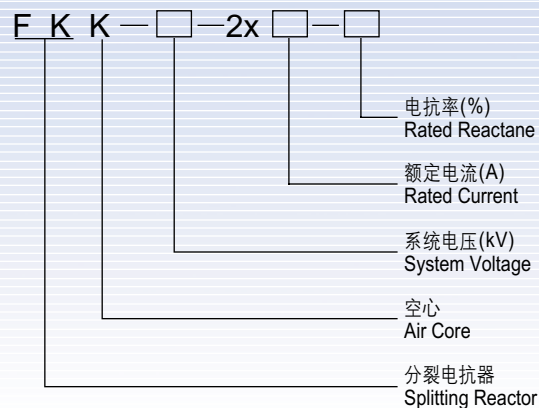 F K K — □ — 2x □ — □
电抗率(%)
Rated Reactane
额定电流(A)
Rated Current
系统电压(kV)
System Voltage
空心
Air Core
分裂电抗器
Splitting Reactor